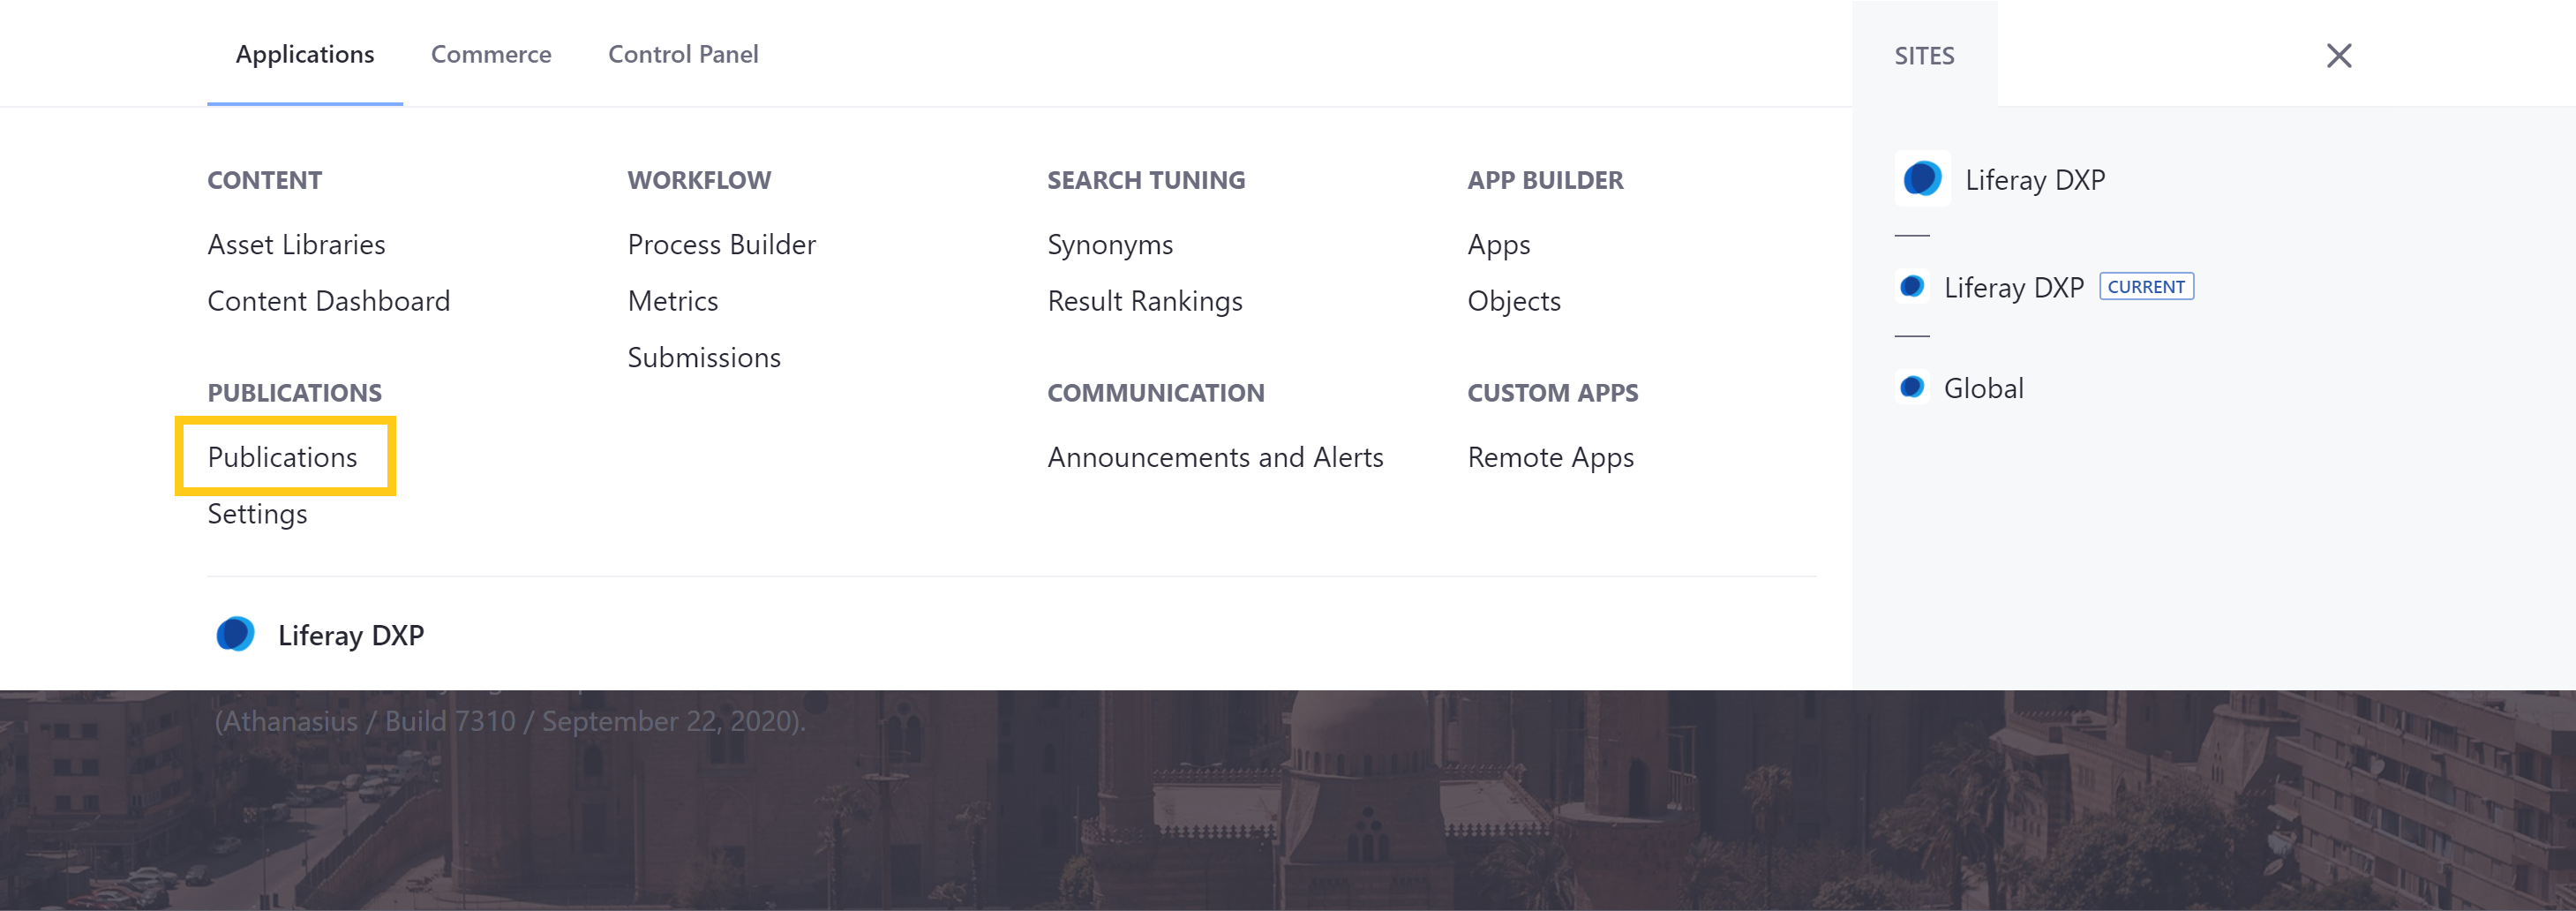 Applications
Commerce
Control Panel
SITES
CONTENT
Asset Libraries
Content Dashboard
PUBLICATIONS
Publications
Settings
WORKFLOW
Process Builder
Metrics
Submissions
SEARCH TUNING
Synonyms
Result Rankings
COMMUNICATION
Announcements and Alerts
APP BUILDER
Apps
Objects
CUSTOM APPS
Remote Apps
Liferay DXP
Liferay DXP CURRENT
Global
Liferay DXP
(Athanasius / Build 7310 / September 22, 2020).